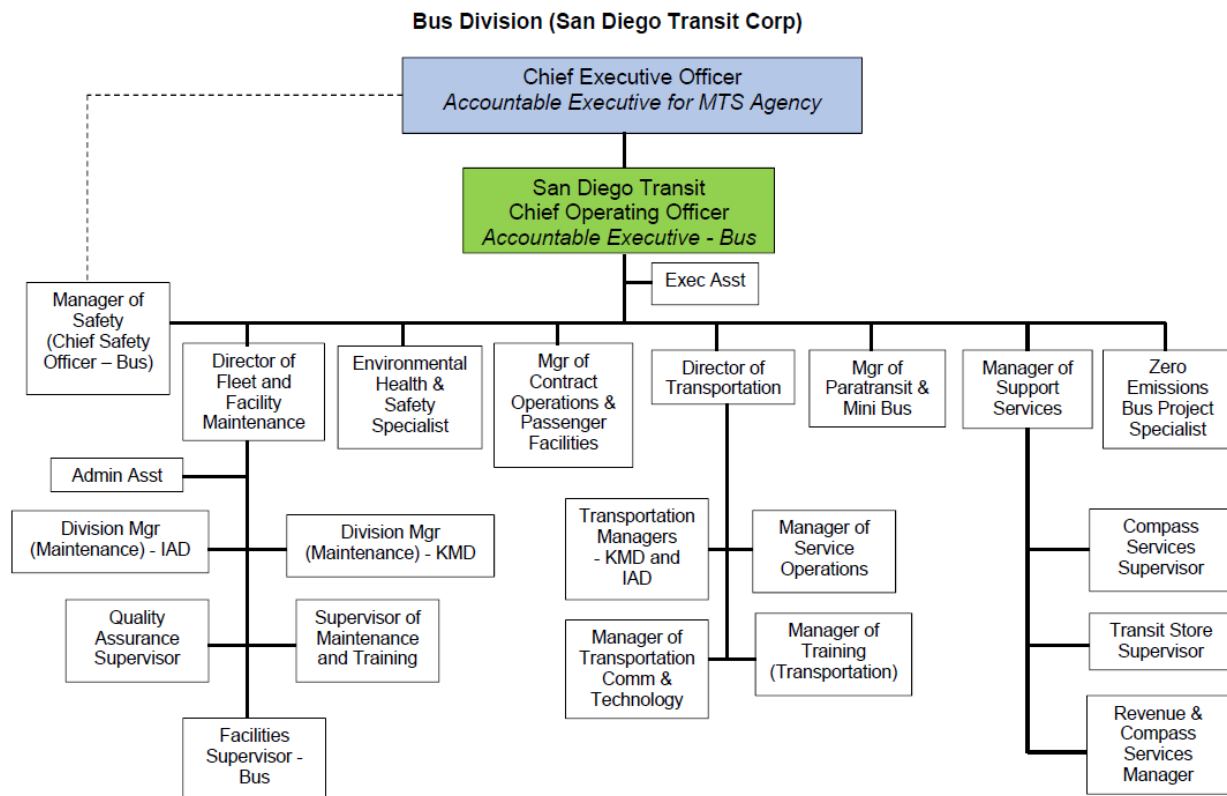 Bus Division (San Diego Transit Corp)
Chief Executive Officer
Accountable Executive for MTS Agency
San Diego Transit
Chief Operating Officer
Accountable Executive - Bus
Exec Asst
Manager of
Safety
(Chief Safety
Officer – Bus)
Director of
Fleet and
Facility
Maintenance
Environmental
Health &
Safety
Specialist
Mgr of
Contract
Operations &
Passenger
Facilities
Director of
Transportation
Mgr of
Paratransit &
Mini Bus
Manager of
Support
Services
Zero
Emissions
Bus Project
Specialist
Admin Asst
Division Mgr
(Maintenance) - IAD
Division Mgr
(Maintenance) - KMD
Quality
Assurance
Supervisor
Supervisor of
Maintenance
and Training
Facilities
Supervisor -
Bus
Transportation
Managers
- KMD and
IAD
Manager of
Service
Operations
Manager of
Transportation
Comm &
Technology
Manager of
Training
(Transportation)
Compass
Services
Supervisor
Transit Store
Supervisor
Revenue &
Compass
Services
Manager